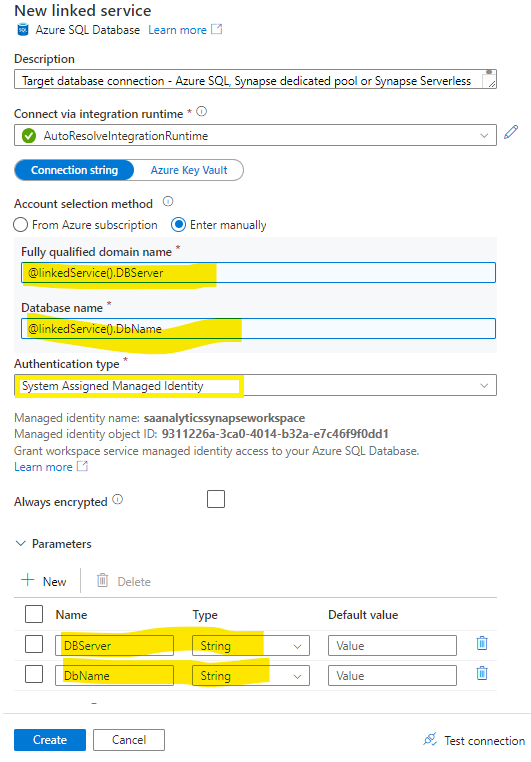 New linked service
Azure SQL Database Learn more
Description
Target database connection - Azure SQL, Synapse dedicated pool or Synapse Serverless
Connect via integration runtime *
AutoResolveIntegrationRuntime
Connection string Azure Key Vault
Account selection method
From Azure subscription Enter manually
Fully qualified domain name *
@linkedService().DBServer
Database name *
@linkedService().DbName
Authentication type *
System Assigned Managed Identity
Managed identity name: saanalyticssynapseworkspace
Managed identity object ID: 9311226a-3ca0-4014-b32a-e7c46f9f0dd1
Grant workspace service managed identity access to your Azure SQL Database.
Learn more
Always encrypted
Parameters
New Delete
Name Type Default value
DBServer String Value
DbName String Value
Create Cancel Test connection